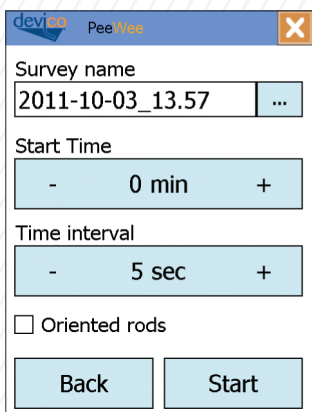 devico PeeWee
Survey name
2011-10-03_13.57 ...
Start Time
- 0 min +
Time interval
- 5 sec +
Oriented rods
Back Start